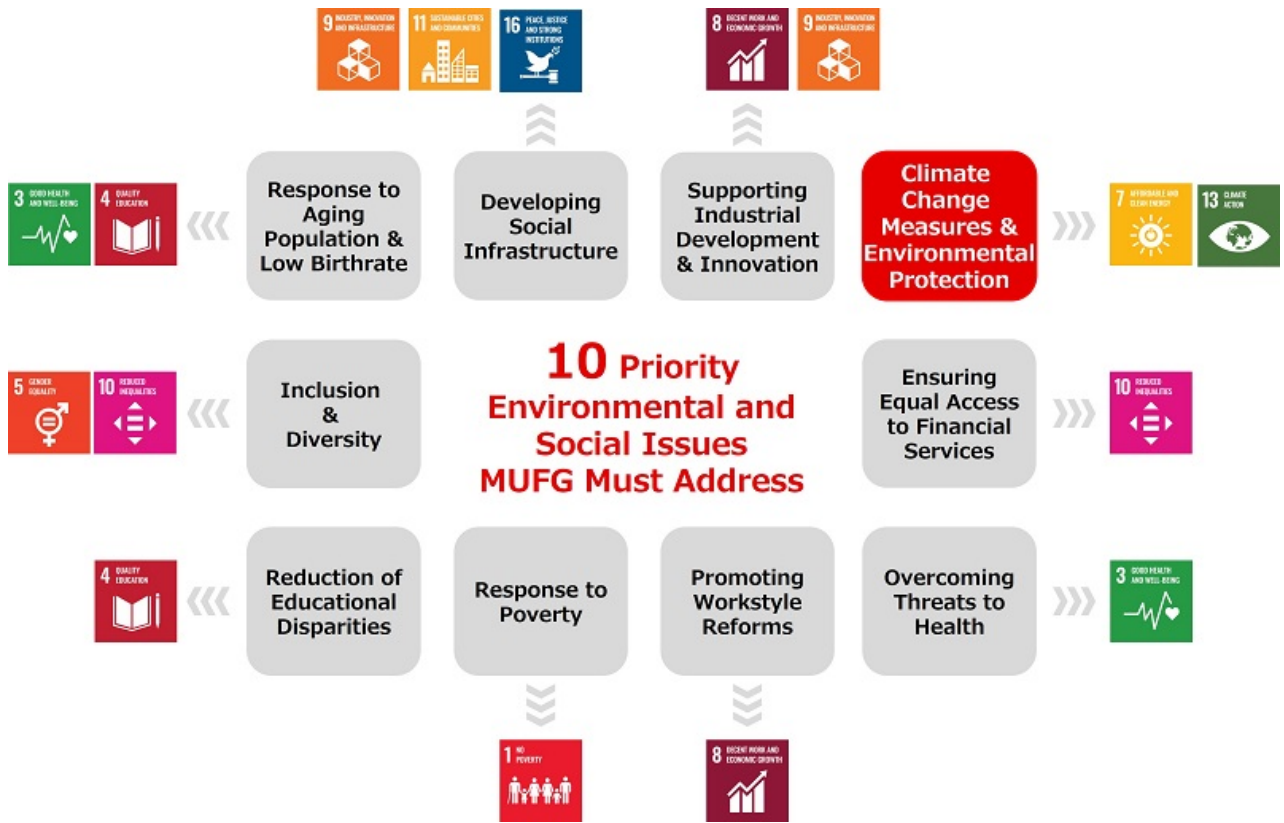 9 INDUSTRY, INNOVATION
AND INFRASTRUCTURE
11 SUSTAINABLE CITIES
AND COMMUNITIES
16 PEACE, JUSTICE
AND STRONG
INSTITUTIONS
8 DECENT WORK AND
ECONOMIC GROWTH
9 INDUSTRY, INNOVATION
AND INFRASTRUCTURE
3 GOOD HEALTH
AND WELL-BEING
4 QUALITY
EDUCATION
Response to
Aging
Population &
Low Birthrate
Developing
Social
Infrastructure
Supporting
Industrial
Development
& Innovation
Climate
Change
Measures &
Environmental
Protection
7 AFFORDABLE AND
CLEAN ENERGY
13 CLIMATE
ACTION
5 GENDER
EQUALITY
10 REDUCED
INEQUALITIES
Inclusion
&
Diversity
10 Priority
Environmental and
Social Issues
MUFG Must Address
Ensuring
Equal Access
to Financial
Services
10 REDUCED
INEQUALITIES
4 QUALITY
EDUCATION
Reduction of
Educational
Disparities
Response to
Poverty
Promoting
Workstyle
Reforms
Overcoming
Threats to
Health
3 GOOD HEALTH
AND WELL-BEING
1 NO
POVERTY
8 DECENT WORK AND
ECONOMIC GROWTH